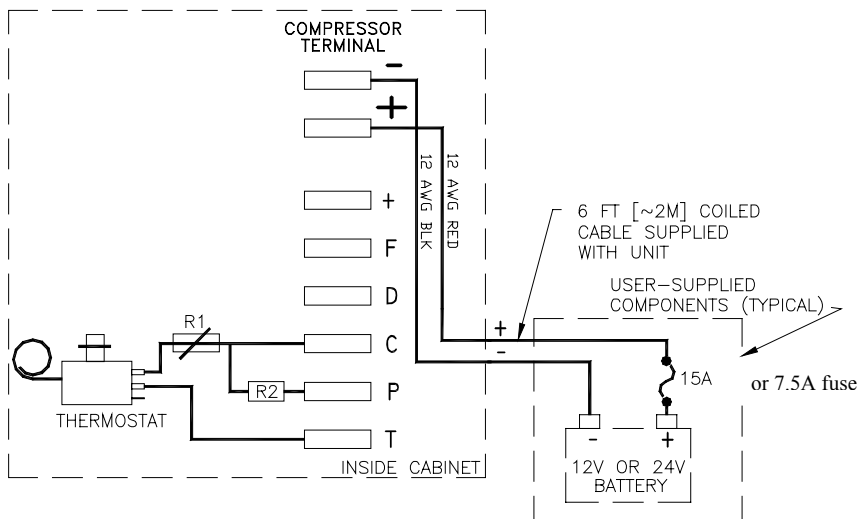 COMPRESSOR
TERMINAL
-
+
12 AWG BLK
12 AWG RED
+
F
D
C
P
T
R1
R2
THERMOSTAT
INSIDE CABINET
6 FT [~2M] COILED
CABLE SUPPLIED
WITH UNIT
USER-SUPPLIED
COMPONENTS (TYPICAL)
+
-
15A
or 7.5A fuse
- +
12V OR 24V
BATTERY